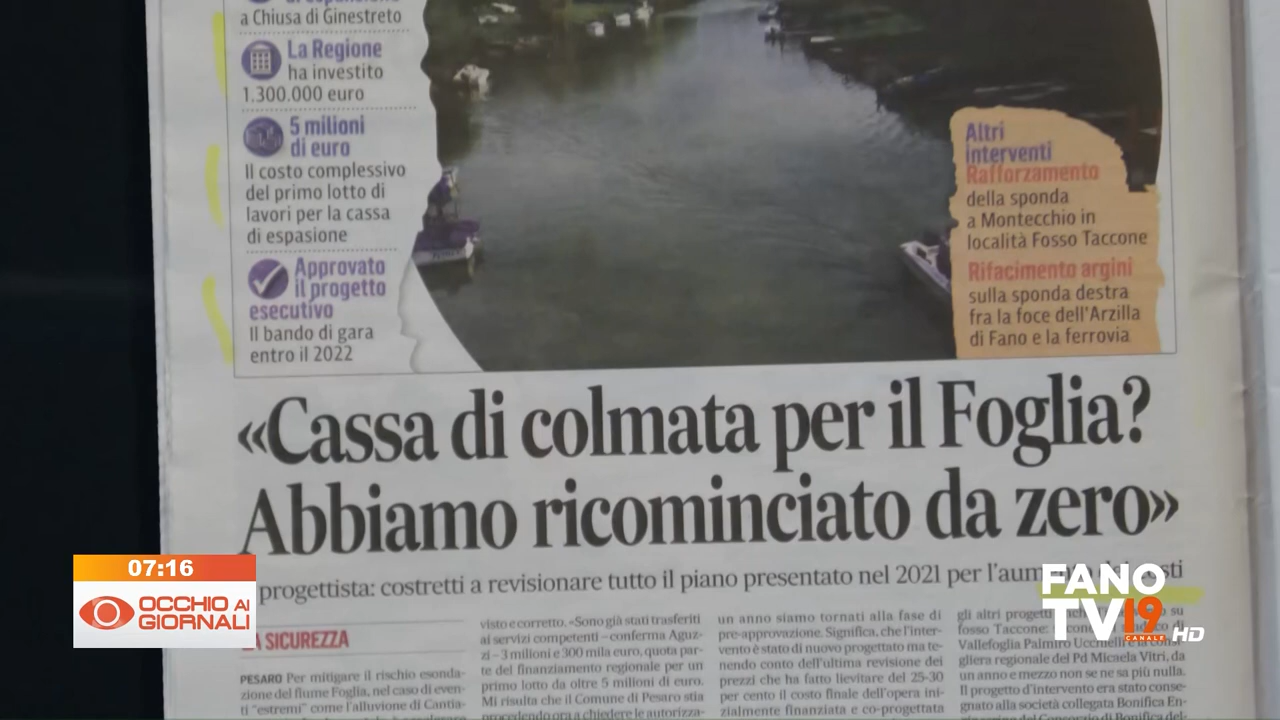 a Chiusa di Ginestreto
La Regione
ha investito
1.300.000 euro
5 milioni
di euro
Il costo complessivo
del primo lotto di
lavori per la cassa
di espasione
Approvato
il progetto
esecutivo
Il bando di gara
entro il 2022
Altri
interventi
Rafforzamento
della sponda
a Montecchio in
località Fosso Taccone
Rifacimento argini
sulla sponda destra
fra la foce dell'Arzilla
di Fano e la ferrovia
«Cassa di colmata per il Foglia?
Abbiamo ricominciato da zero»
progettista: costretti a revisionare tutto il piano presentato nel 2021 per
LA SICUREZZA
PESARO Per mitigare il rischio esonda-
zione del fiume Foglia, nel caso di even-
ti "estremi" come l'alluvione di Cantia-
visto e corretto. «Sono già stati trasferiti
ai servizi competenti – conferma Aguz-
zi – 3 milioni e 300 mila euro, quota par-
te del finanziamento regionale per un
primo lotto da oltre 5 milioni di euro.
Mi risulta che il Comune di Pesaro stia
procedendo ora a chiedere le autorizza-
un anno siamo tornati alla fase di
pre-approvazione. Significa, che l'inter-
vento è stato di nuovo progettato ma te-
nendo conto dell'ultima revisione dei
prezzi che ha fatto lievitare del 25-30
per cento il costo finale dell'opera ini-
zialmente finanziata e co-progettata
gli altri progetti su
fosso Taccone:
Vallefoglia Palmiro Ucchielli e la consi-
gliera regionale del Pd Micaela Vitri, da
un anno e mezzo non se ne sa più nulla.
Il progetto d'intervento era stato conse-
gnato alla società collegata Bonifica En-
07:16
OCCHIO AI
GIORNALI
FANO
TV19
CANALE
HD